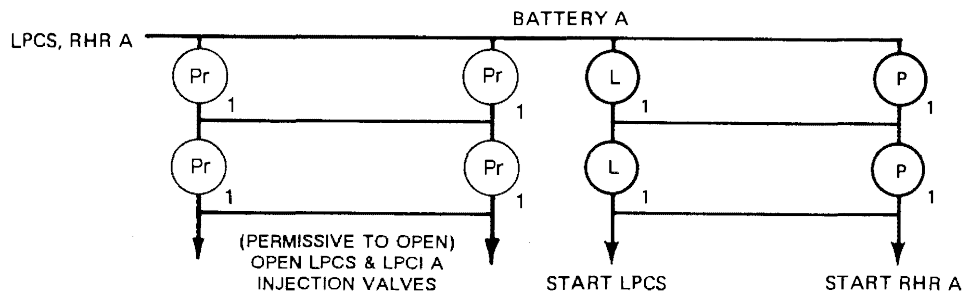 BATTERY A
LPCS, RHR A
Pr Pr L P
1 1 1 1
Pr Pr L P
1 1 1 1
(PERMISSIVE TO OPEN)
OPEN LPCS & LPCI A
INJECTION VALVES
START LPCS
START RHR A